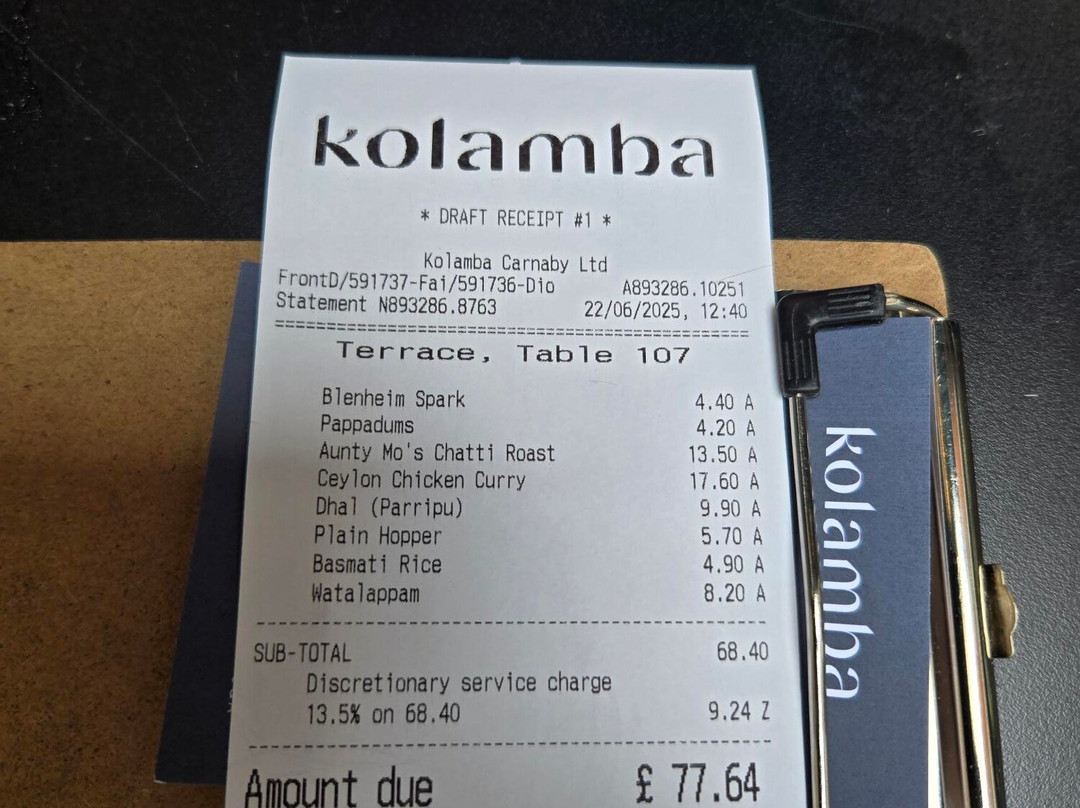 kolamba
* DRAFT RECEIPT #1 *
Kolamba Carnaby Ltd
FrontD/591737-Fai/591736-Dio A893286.10251
Statement N893286.8763 22/06/2025, 12:40
Terrace, Table 107
Blenheim Spark 4.40 A
Pappadums 4.20 A
Aunty Mo's Chatti Roast 13.50 A
Ceylon Chicken Curry 17.60 A
Dhal (Parripu) 9.90 A
Plain Hopper 5.70 A
Basmati Rice 4.90 A
Watalappam 8.20 A
SUB-TOTAL 68.40
Discretionary service charge
13.5% on 68.40 9.24 Z
Amount due £ 77.64
kolamba